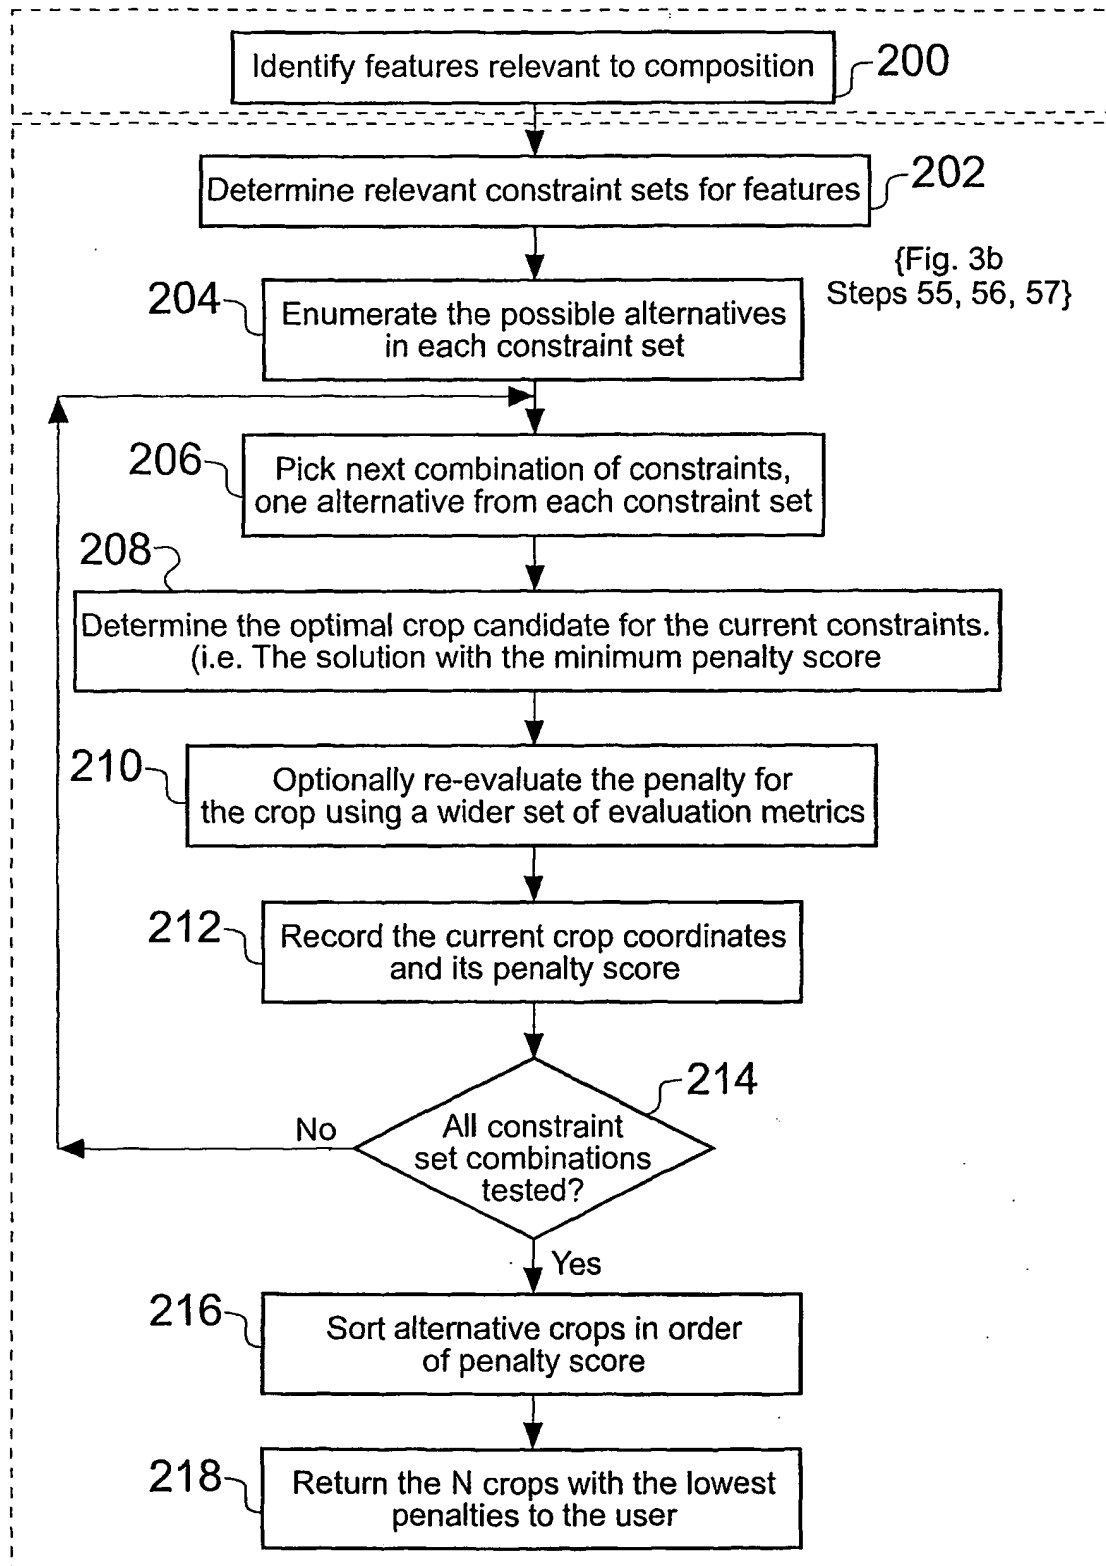 Identify features relevant to composition
200
Determine relevant constraint sets for features
202
{Fig. 3b
Steps 55, 56, 57}
204
Enumerate the possible alternatives
in each constraint set
206
Pick next combination of constraints,
one alternative from each constraint set
208
Determine the optimal crop candidate for the current constraints.
(i.e. The solution with the minimum penalty score
210
Optionally re-evaluate the penalty for
the crop using a wider set of evaluation metrics
212
Record the current crop coordinates
and its penalty score
214
All constraint
set combinations
tested?
No
Yes
216
Sort alternative crops in order
of penalty score
218
Return the N crops with the lowest
penalties to the user